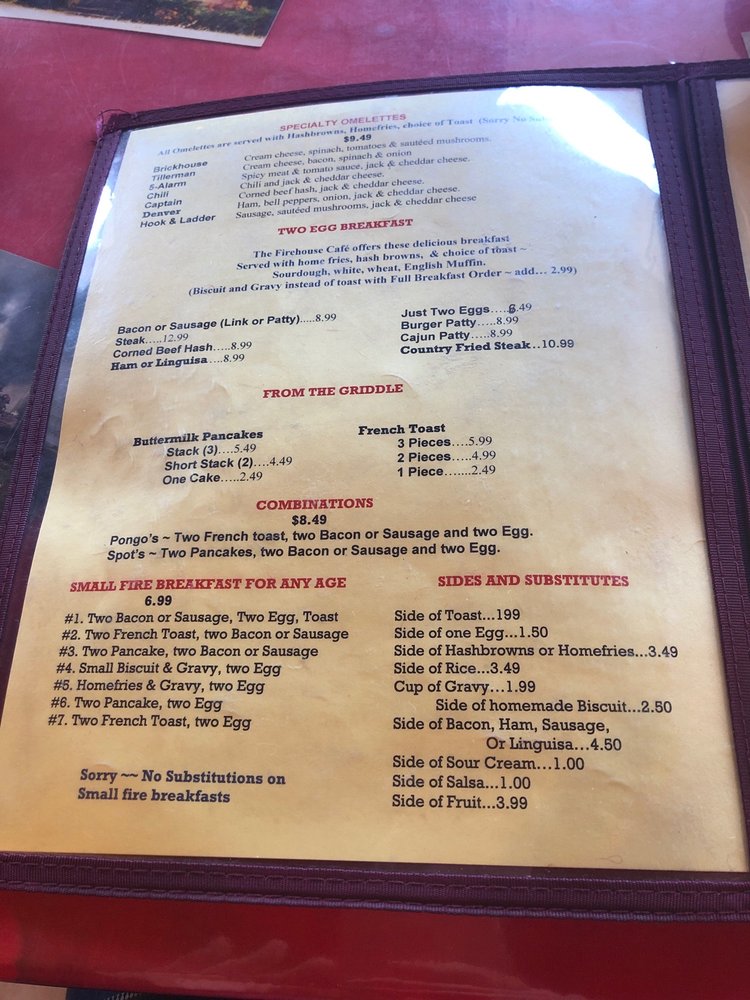 SPECIALTY OMELETTES
All Omelettes are served with Hashbrowns, Homefries, choice of Toast (Sorry No
$9.49
Brickhouse Cream cheese, spinach, tomatoes & sautéed mushrooms.
Tillerman Cream cheese, bacon, spinach & onion
5-Alarm Spicy meat & tomato sauce, jack & cheddar cheese.
Chili Chili and jack & cheddar cheese.
Captain Corned beef hash, jack & cheddar cheese.
Denver Ham, bell peppers, onion, jack & cheddar cheese.
Hook & Ladder Sausage, sautéed mushrooms, jack & cheddar cheese
TWO EGG BREAKFAST
The Firehouse Café offers these delicious breakfast
Served with home fries, hash browns, & choice of toast ~
Sourdough, white, wheat, English Muffin.
(Biscuit and Gravy instead of toast with Full Breakfast Order ~ add... 2.99)
Bacon or Sausage (Link or Patty).....8.99
Steak.....12.99
Corned Beef Hash.....8.99
Ham or Linguisa....8.99
Just Two Eggs.....6.49
Burger Patty.....8.99
Cajun Patty.....8.99
Country Fried Steak..10.99
FROM THE GRIDDLE
Buttermilk Pancakes
Stack (3)....5.49
Short Stack (2)....4.49
One Cake.....2.49
French Toast
3 Pieces....5.99
2 Pieces.....4.99
1 Piece.......2.49
COMBINATIONS
$8.49
Pongo's ~ Two French toast, two Bacon or Sausage and two Egg.
Spot's ~ Two Pancakes, two Bacon or Sausage and two Egg.
SMALL FIRE BREAKFAST FOR ANY AGE
6.99
#1. Two Bacon or Sausage, Two Egg, Toast
#2. Two French Toast, two Bacon or Sausage
#3. Two Pancake, two Bacon or Sausage
#4. Small Biscuit & Gravy, two Egg
#5. Homefries & Gravy, two Egg
#6. Two Pancake, two Egg
#7. Two French Toast, two Egg
Sorry ~~ No Substitutions on
Small fire breakfasts
SIDES AND SUBSTITUTES
Side of Toast...199
Side of one Egg...1.50
Side of Hashbrowns or Homefries...3.49
Side of Rice...3.49
Cup of Gravy...1.99
Side of homemade Biscuit...2.50
Side of Bacon, Ham, Sausage,
Or Linguisa...4.50
Side of Sour Cream...1.00
Side of Salsa...1.00
Side of Fruit...3.99